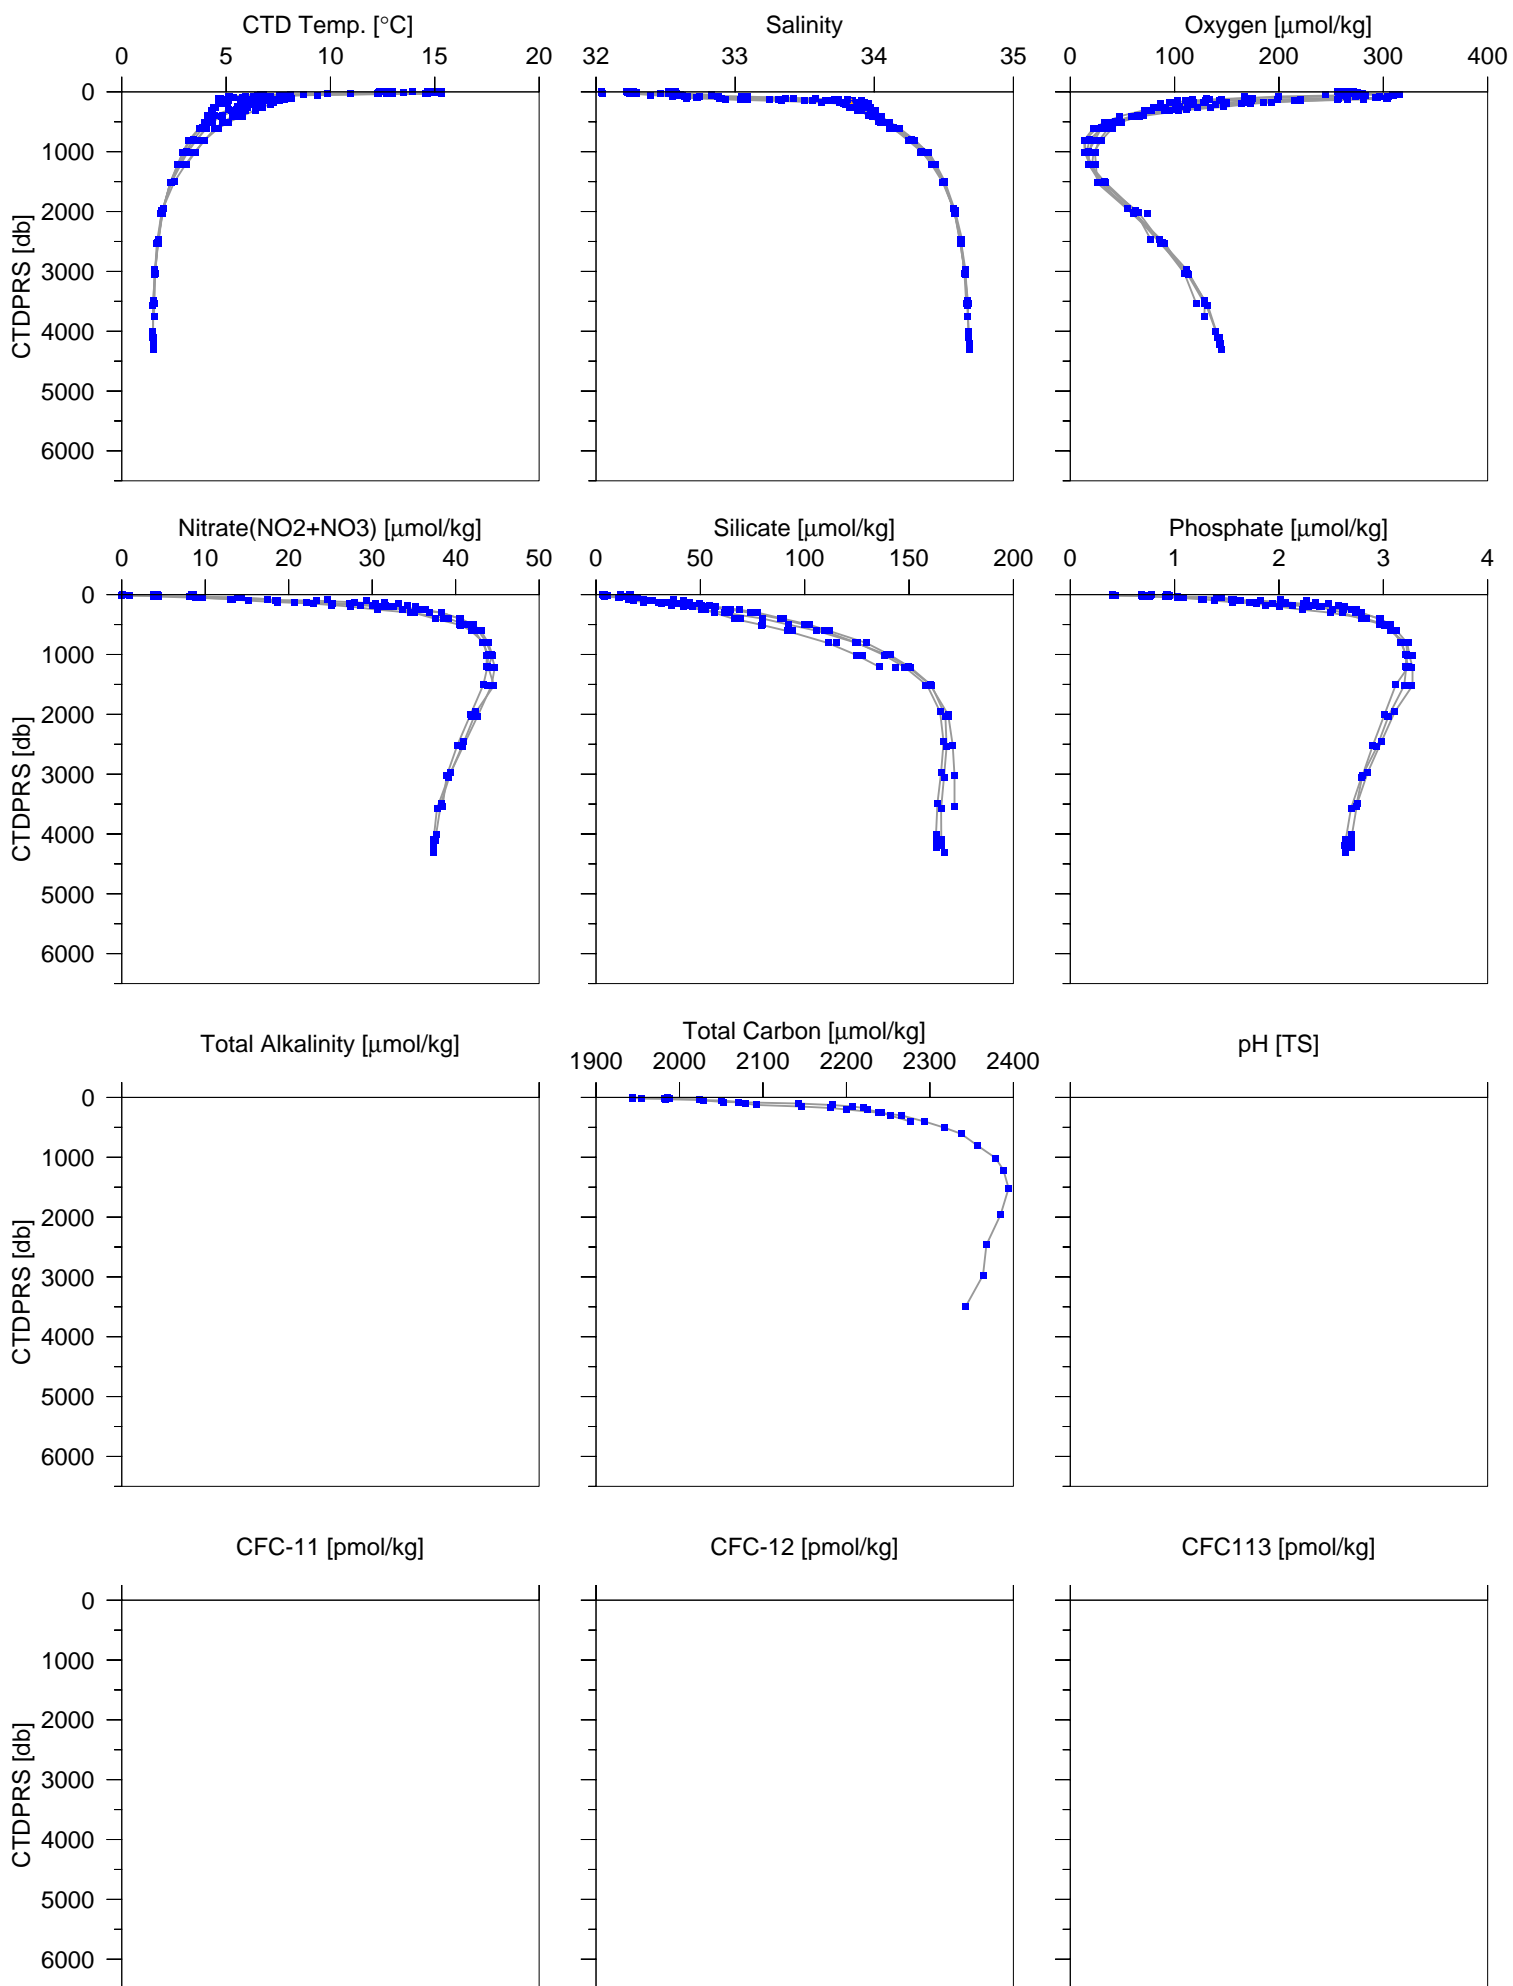 CTD Temp. [°C] Salinity Oxygen [μmol/kg]
0 5 10 15 20 32 33 34 35 0 100 200 300 400
0
1000
2000
3000
4000
5000
6000
CTDPRS [db]
Nitrate(NO2+NO3) [μmol/kg] Silicate [μmol/kg] Phosphate [μmol/kg]
0 10 20 30 40 50 0 50 100 150 200 0 1 2 3 4
0
1000
2000
3000
4000
5000
6000
CTDPRS [db]
Total Alkalinity [μmol/kg] Total Carbon [μmol/kg] pH [TS]
1900 2000 2100 2200 2300 2400
0
1000
2000
3000
4000
5000
6000
CTDPRS [db]
CFC-11 [pmol/kg] CFC-12 [pmol/kg] CFC113 [pmol/kg]
0
1000
2000
3000
4000
5000
6000
CTDPRS [db]